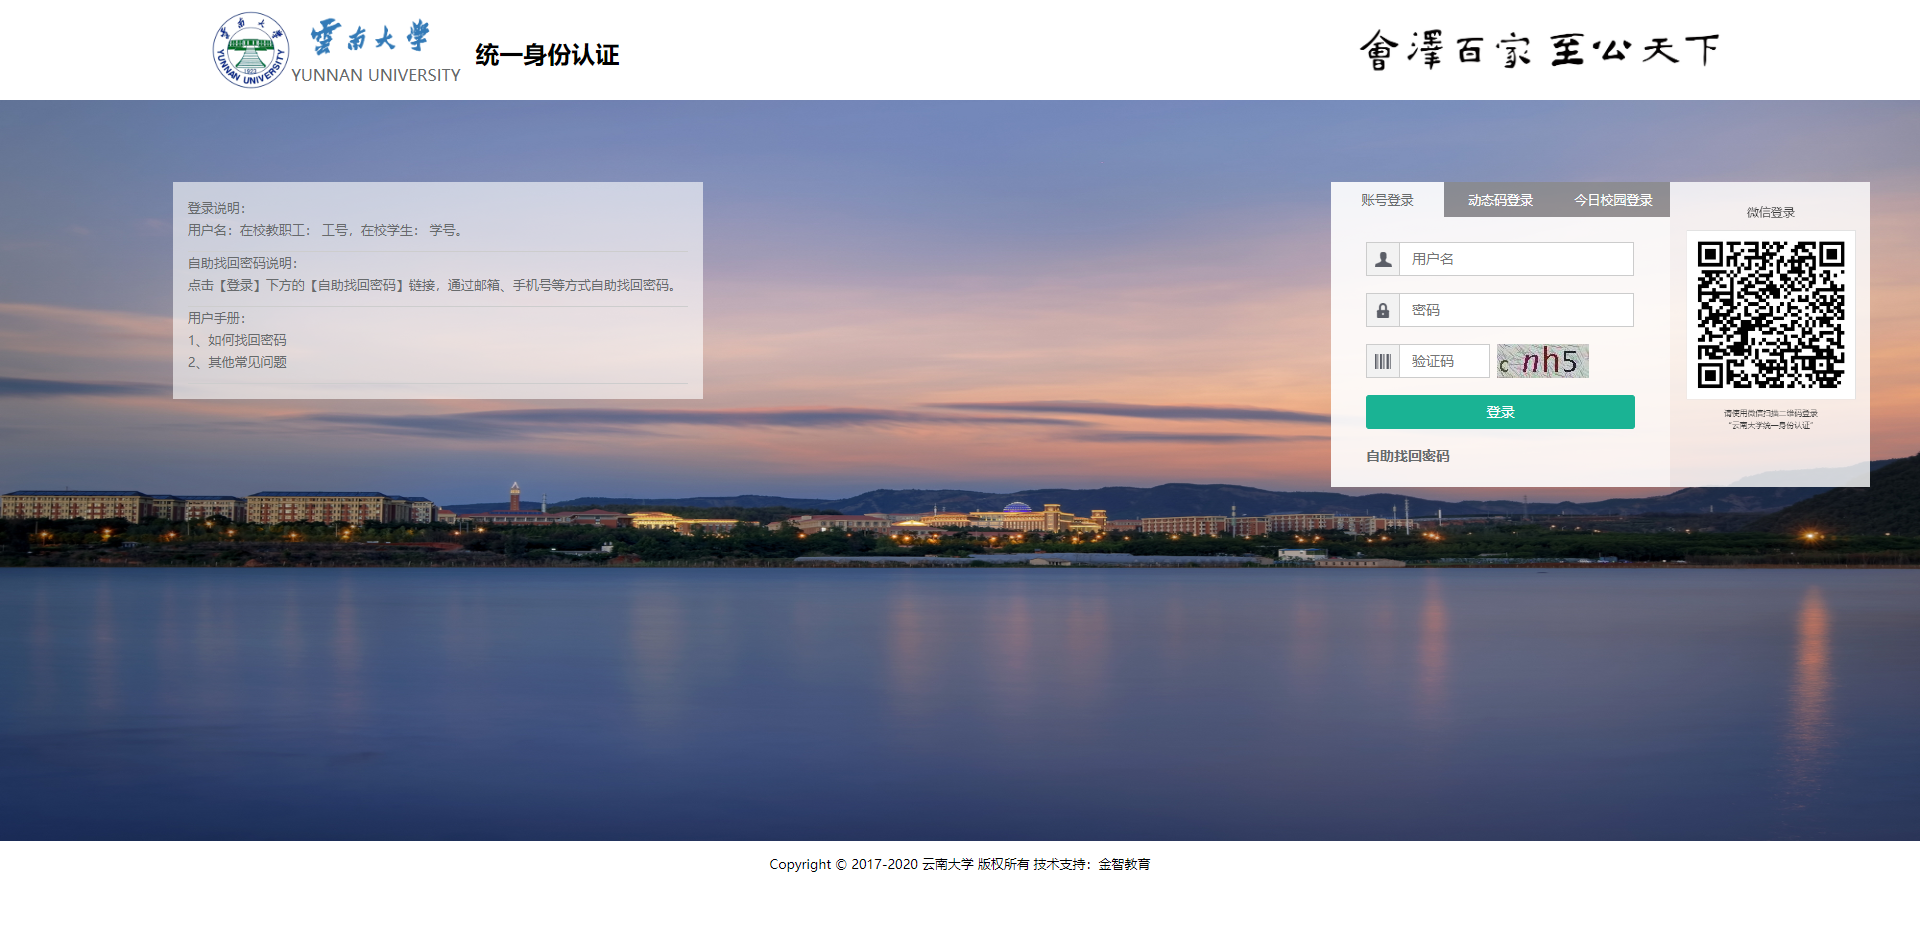 雲南大学
YUNNAN UNIVERSITY
1923
YUNNAN UNIVERSITY
统一身份认证
會澤百家 至公天下
登录说明：
用户名：在校教职工： 工号，在校学生： 学号。
自助找回密码说明：
点击【登录】下方的【自助找回密码】链接，通过邮箱、手机号等方式自助找回密码。
用户手册：
1、如何找回密码
2、其他常见问题
账号登录
动态码登录
今日校园登录
用户名
密码
验证码
c nh5
登录
自助找回密码
微信登录
请使用微信扫描二维码登录
“云南大学统一身份认证”
Copyright © 2017-2020 云南大学 版权所有 技术支持：金智教育